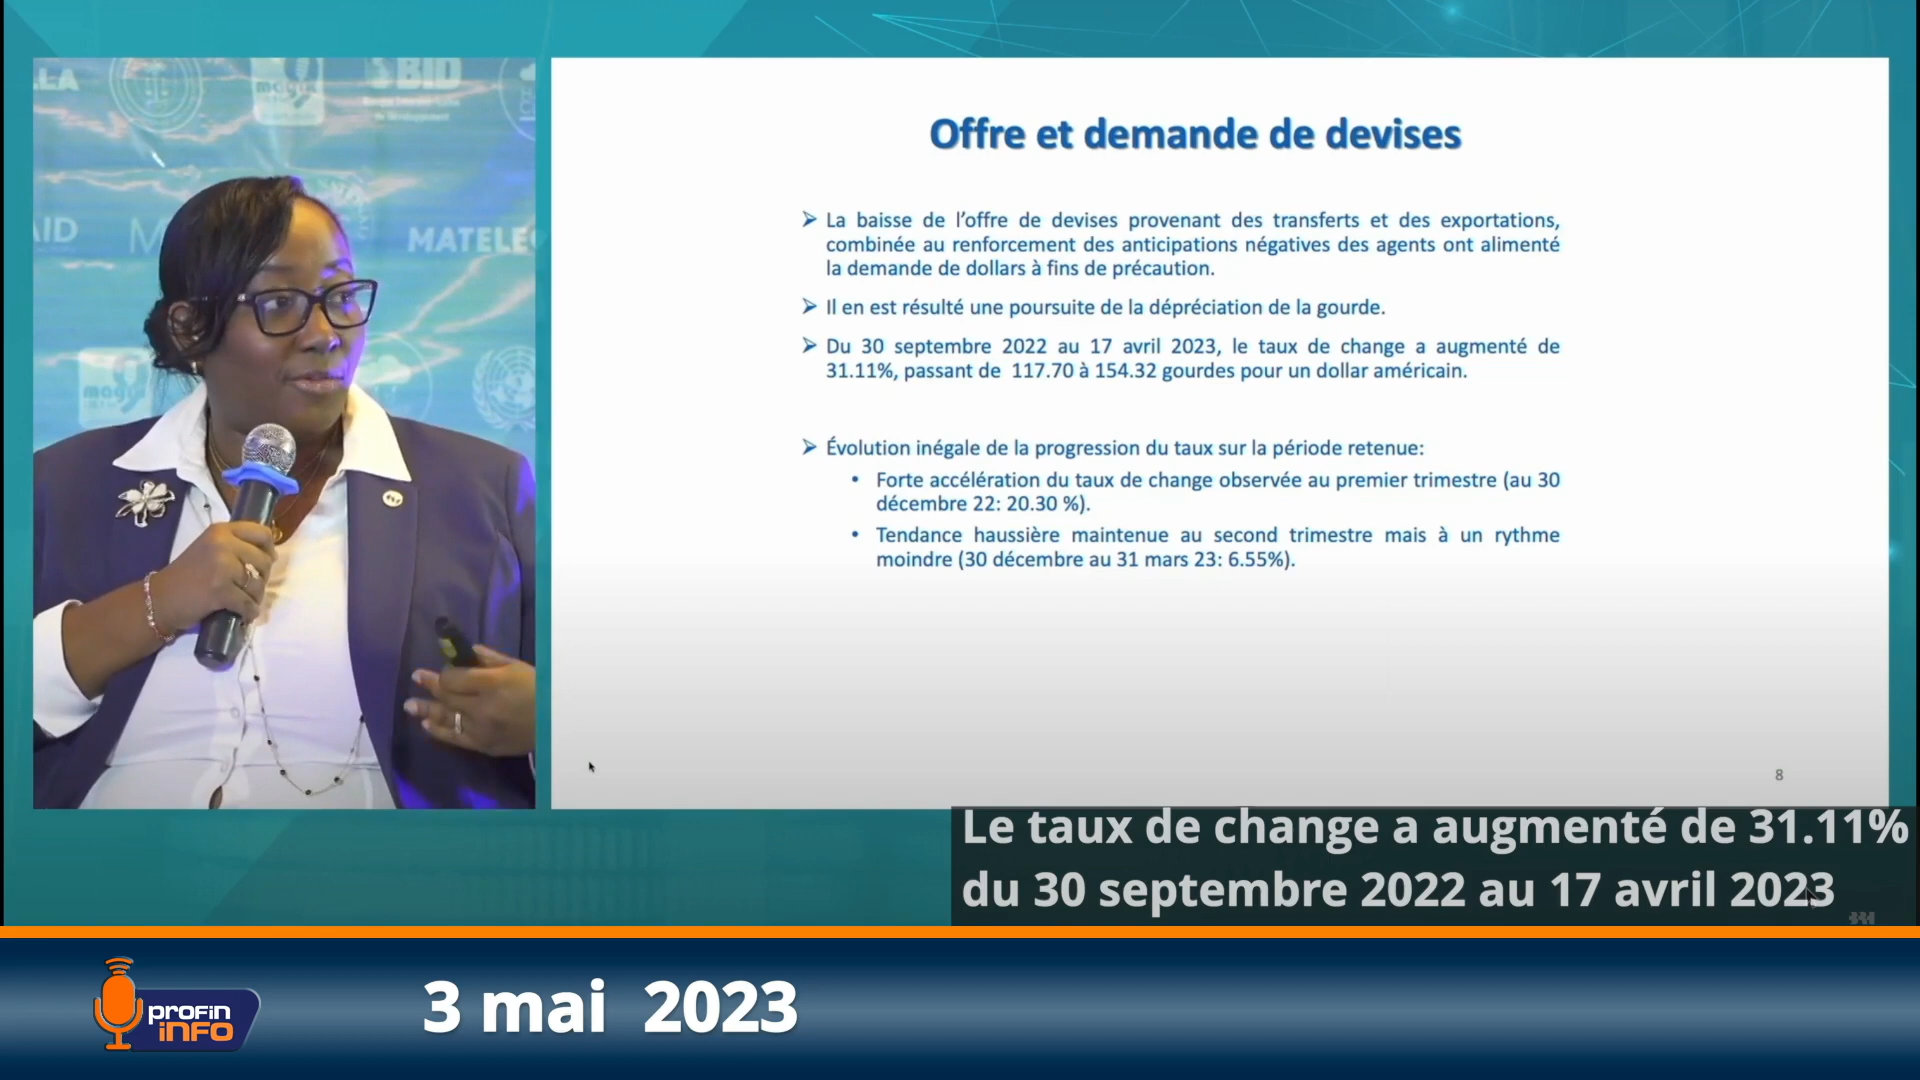 LLA
magik
BID
Développement
AID
M
MATELEC
magik
Offre et demande de devises
La baisse de l'offre de devises provenant des transferts et des exportations,
combinée au renforcement des anticipations négatives des agents ont alimenté
la demande de dollars à fins de précaution.
Il en est résulté une poursuite de la dépréciation de la gourde.
Du 30 septembre 2022 au 17 avril 2023, le taux de change a augmenté de
31.11%, passant de 117.70 à 154.32 gourdes pour un dollar américain.
Évolution inégale de la progression du taux sur la période retenue:
• Forte accélération du taux de change observée au premier trimestre (au 30
décembre 22: 20.30 %).
• Tendance haussière maintenue au second trimestre mais à un rythme
moindre (30 décembre au 31 mars 23: 6.55%).
8
Le taux de change a augmenté de 31.11%
du 30 septembre 2022 au 17 avril 2023
profin
info
3 mai 2023